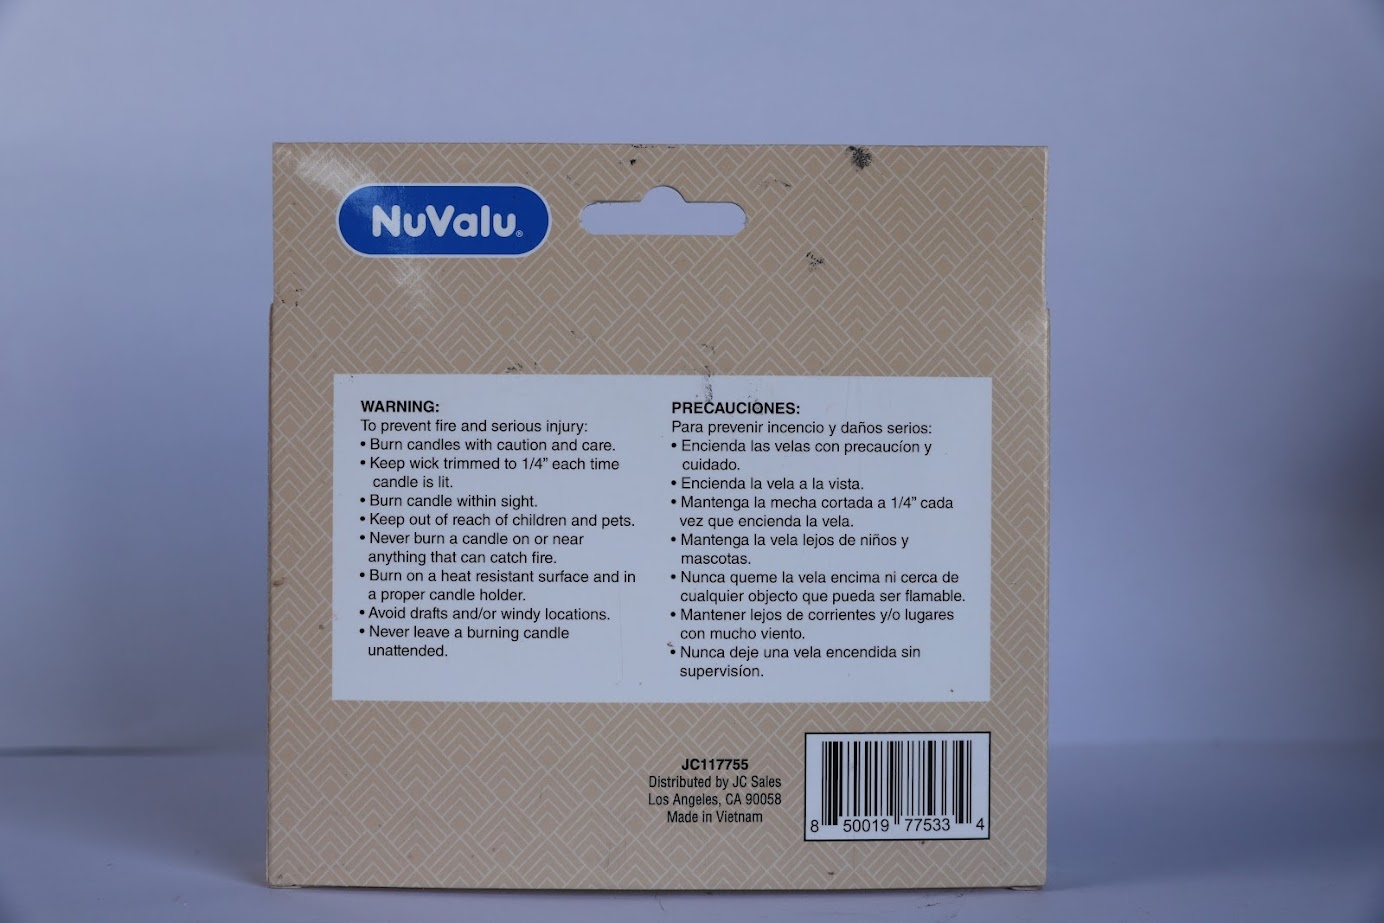 NuValu®
WARNING:
To prevent fire and serious injury:
• Burn candles with caution and care.
• Keep wick trimmed to 1/4” each time
candle is lit.
• Burn candle within sight.
• Keep out of reach of children and pets.
• Never burn a candle on or near
anything that can catch fire.
• Burn on a heat resistant surface and in
a proper candle holder.
• Avoid drafts and/or windy locations.
• Never leave a burning candle
unattended.
PRECAUCIONES:
Para prevenir incencio y daños serios:
• Encienda las velas con precaucíon y
cuidado.
• Encienda la vela a la vista.
• Mantenga la mecha cortada a 1/4” cada
vez que encienda la vela.
• Mantenga la vela lejos de niños y
mascotas.
• Nunca queme la vela encima ni cerca de
cualquier objecto que pueda ser flamable.
• Mantener lejos de corrientes y/o lugares
con mucho viento.
• Nunca deje una vela encendida sin
supervisíon.
JC117755
Distributed by JC Sales
Los Angeles, CA 90058
Made in Vietnam
8 50019 77533 4